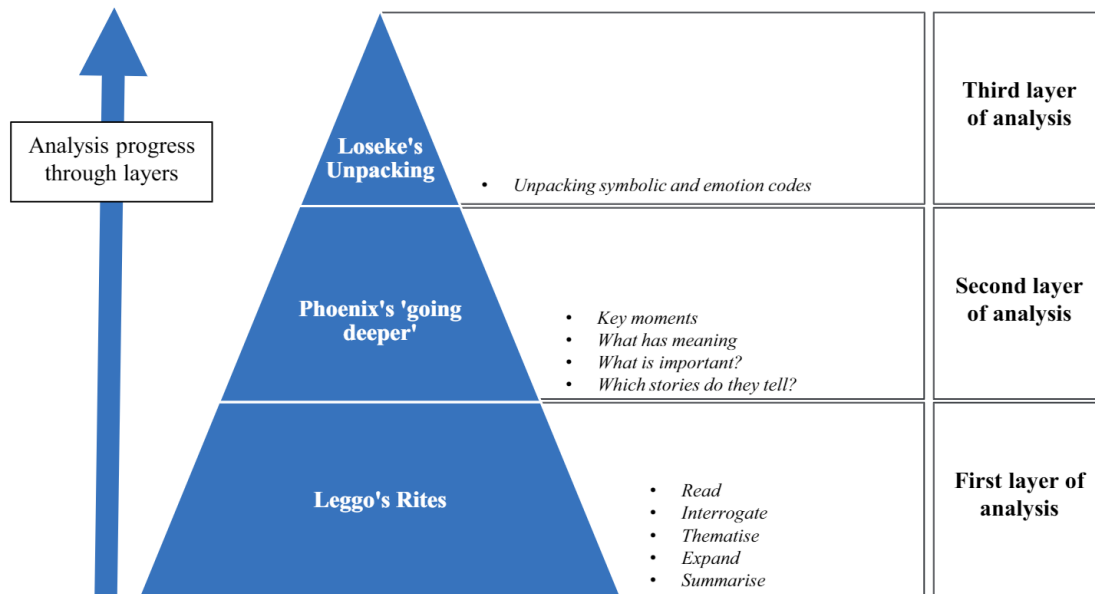 Analysis progress
through layers
Loseke's
Unpacking
• Unpacking symbolic and emotion codes
Third layer
of analysis
Phoenix's 'going
deeper'
• Key moments
• What has meaning
• What is important?
• Which stories do they tell?
Second layer
of analysis
Leggo's Rites
• Read
• Interrogate
• Thematise
• Expand
• Summarise
First layer of
analysis